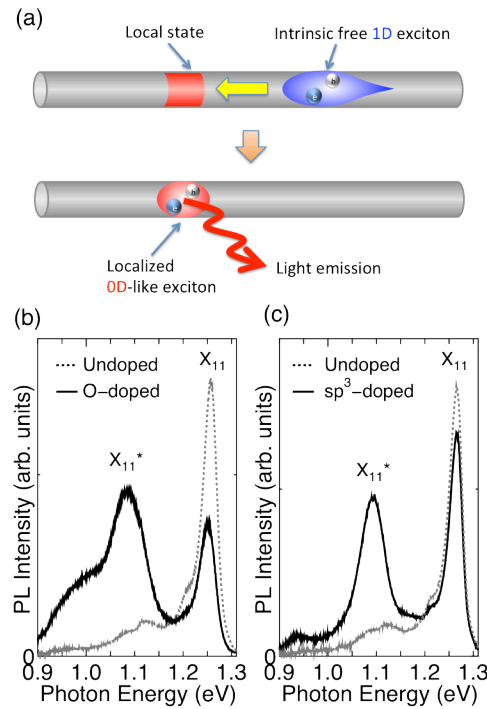 (a)
Local state
Intrinsic free 1D exciton
h
e
h
e
Localized
0D-like exciton
Light emission
(b)
Undoped
O-doped
X11
X11*
PL Intensity (arb. units)
0
0.9 1.0 1.1 1.2 1.3
Photon Energy (eV)
(c)
Undoped
sp3-doped
X11
X11*
PL Intensity (arb. units)
0
0.9 1.0 1.1 1.2 1.3
Photon Energy (eV)